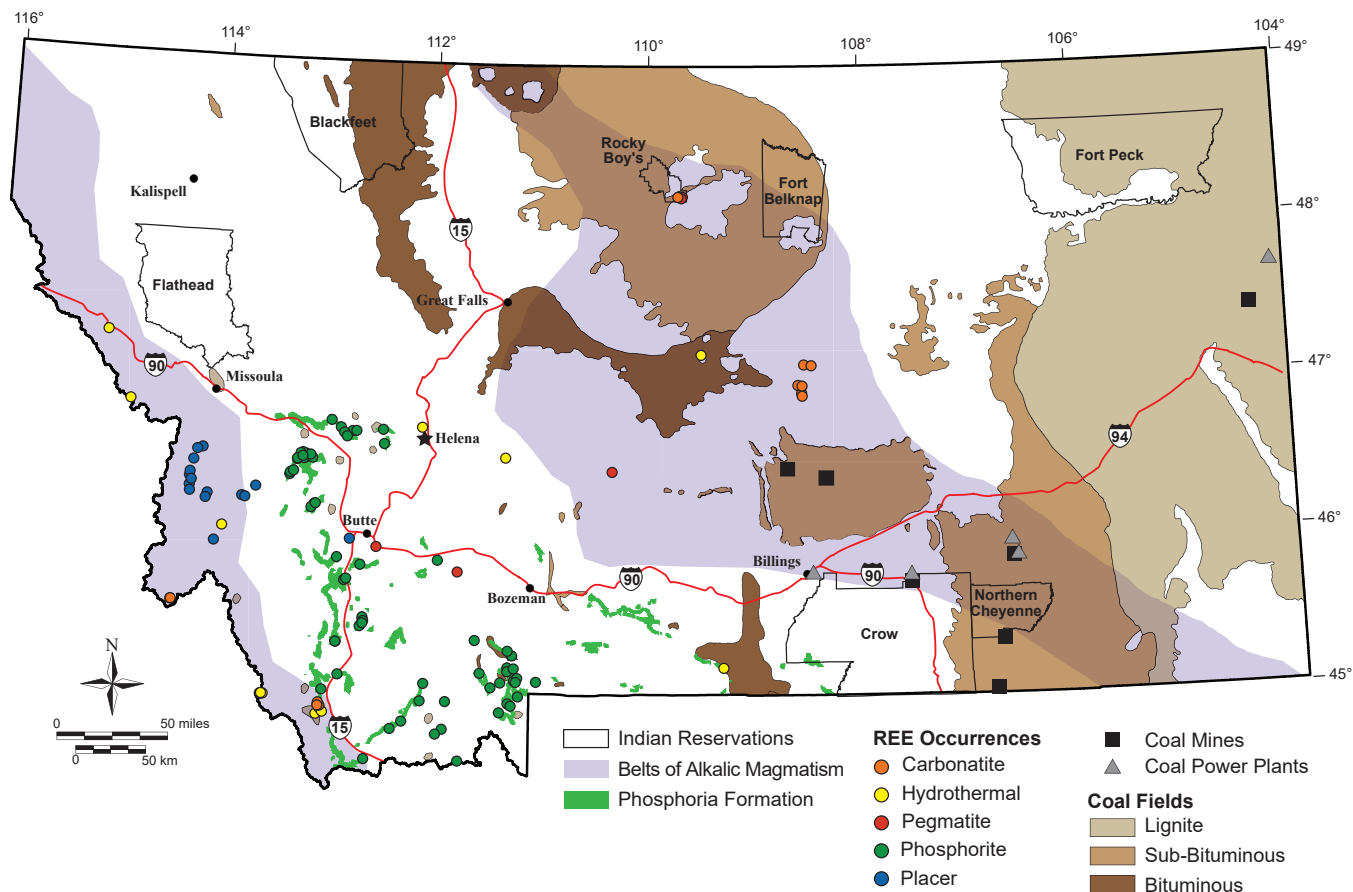 116°
114°
112°
110°
108°
106°
104°
49°
Blackfeet
Rocky
Boy's
Fort
Belknap
Fort Peck
Kalispell
48°
15
Flathead
Great Falls
90
Missoula
47°
Helena
94
Butte
46°
Billings
90
90
Bozeman
Northern
Cheyenne
Crow
N
45°
0 50 miles
0 50 km
15
Indian Reservations
Belts of Alkalic Magmatism
Phosphoria Formation
REE Occurrences
Carbonatite
Hydrothermal
Pegmatite
Phosphorite
Placer
Coal Mines
Coal Power Plants
Coal Fields
Lignite
Sub-Bituminous
Bituminous